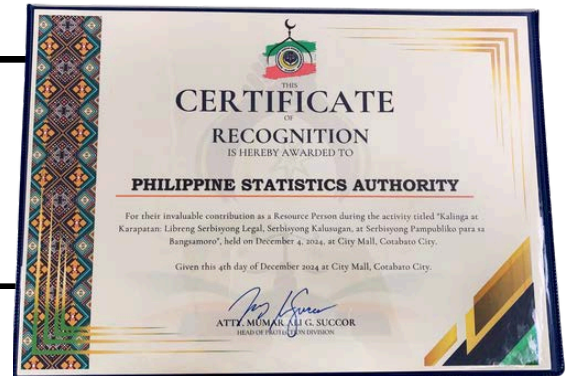 THIS
CERTIFICATE
OF
RECOGNITION
IS HEREBY AWARDED TO
PHILIPPINE STATISTICS AUTHORITY
For their invaluable contribution as a Resource Person during the activity titled "Kalinga at
Karapatan: Libreng Serbisyong Legal, Serbisyong Kalusugan, at Serbisyong Pampubliko para sa
Bangsamoro", held on December 4, 2024, at City Mall, Cotabato City.
Given this 4th day of December 2024 at City Mall, Cotabato City.
ATTY. MUMAR ALI G. SUCCOR
HEAD OF PROTECTION DIVISION